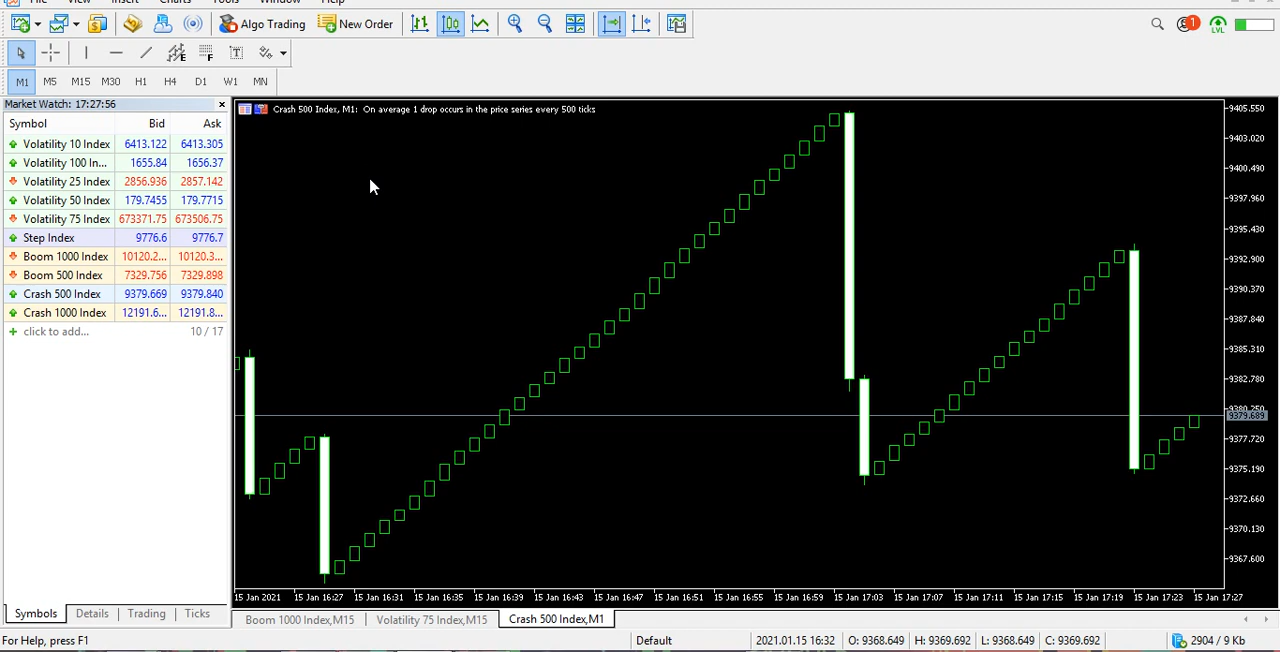 Algo Trading New Order 1 LVL
E F T
M1 M5 M15 M30 H1 H4 D1 W1 MN
Market Watch: 17:27:56
Symbol Bid Ask
Volatility 10 Index 6413.122 6413.305
Volatility 100 In... 1655.84 1656.37
Volatility 25 Index 2856.936 2857.142
Volatility 50 Index 179.7455 179.7715
Volatility 75 Index 673371.75 673506.75
Step Index 9776.6 9776.7
Boom 1000 Index 10120.2... 10120.3...
Boom 500 Index 7329.756 7329.898
Crash 500 Index 9379.669 9379.840
Crash 1000 Index 12191.6... 12191.8...
click to add... 10 / 17
Symbols Details Trading Ticks
Crash 500 Index, M1: On average 1 drop occurs in the price series every 500 ticks
9405.550
9403.020
9400.490
9397.960
9395.430
9392.900
9390.370
9387.840
9385.310
9382.780
9380.250
9379.689
9377.720
9375.190
9372.660
9370.130
9367.600
15 Jan 2021 15 Jan 16:27 15 Jan 16:31 15 Jan 16:35 15 Jan 16:39 15 Jan 16:43 15 Jan 16:47 15 Jan 16:51 15 Jan 16:55 15 Jan 16:59 15 Jan 17:03 15 Jan 17:07 15 Jan 17:11 15 Jan 17:15 15 Jan 17:19 15 Jan 17:23 15 Jan 17:27
Boom 1000 Index,M15 Volatility 75 Index,M15 Crash 500 Index,M1
For Help, press F1 Default 2021.01.15 16:32 O: 9368.649 H: 9369.692 L: 9368.649 C: 9369.692 2904 / 9 Kb